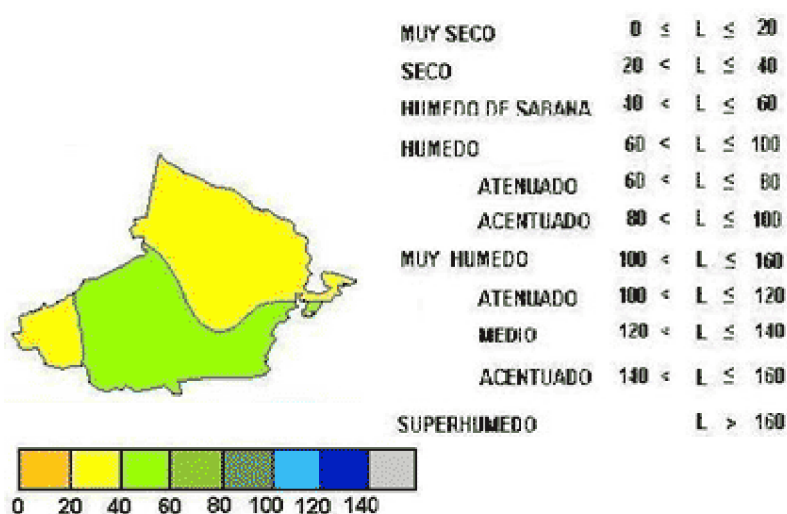 MUY SECO 0 ≤ L ≤ 20
SECO 20 < L ≤ 40
HUMEDO DE SABANA 40 < L ≤ 60
HUMEDO 60 < L ≤ 100
ATENUADO 60 < L ≤ 80
ACENTUADO 80 < L ≤ 100
MUY HUMEDO 100 < L ≤ 160
ATENUADO 100 < L ≤ 120
MEDIO 120 < L ≤ 140
ACENTUADO 140 < L ≤ 160
SUPERHUMEDO L > 160
0 20 40 60 80 100 120 140